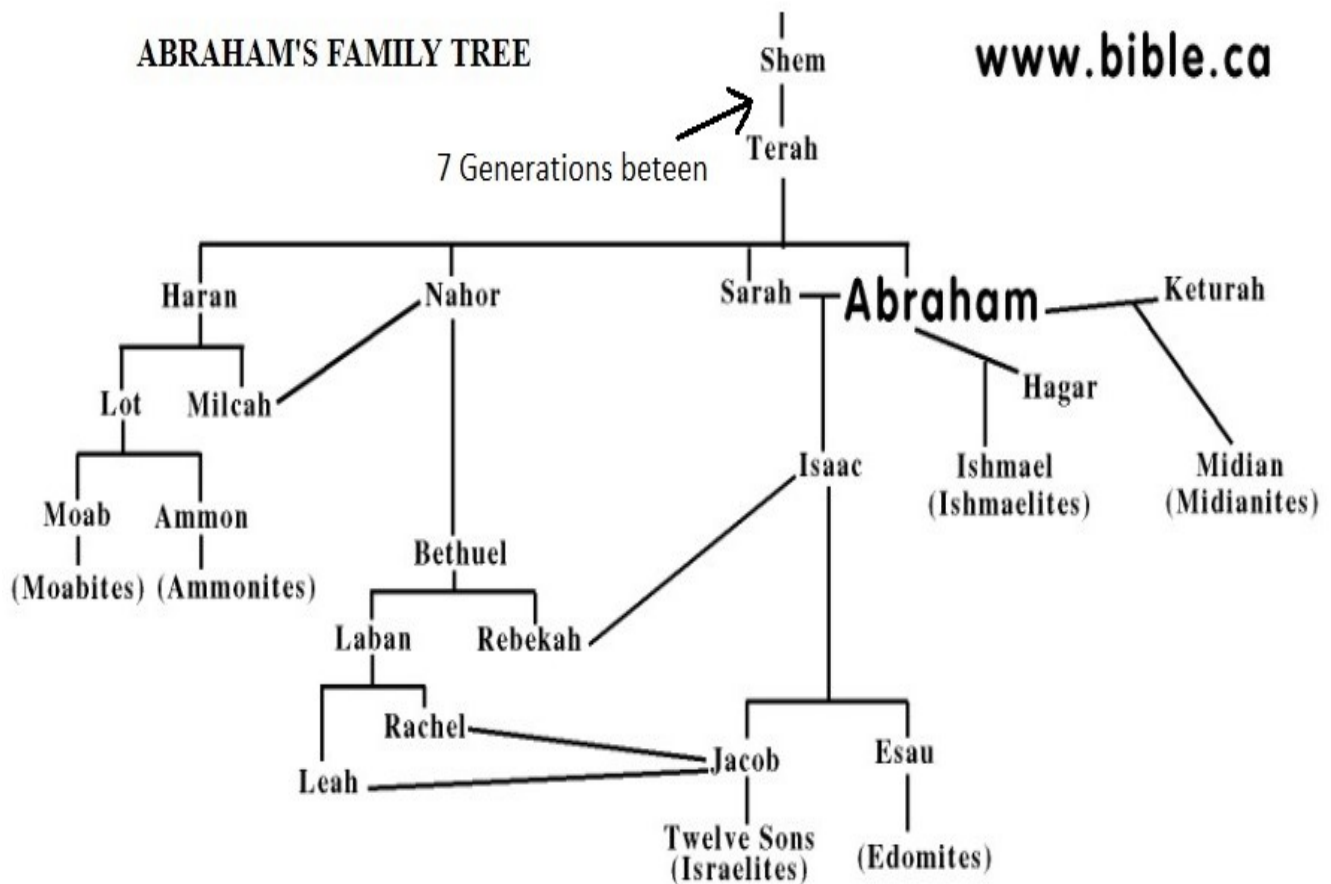 ABRAHAM'S FAMILY TREE
www.bible.ca
Shem
7 Generations beteen
Terah
Haran
Nahor
Sarah
Abraham
Keturah
Lot
Milcah
Hagar
Isaac
Ishmael
(Ishmaelites)
Midian
(Midianites)
Moab
Ammon
(Moabites)
(Ammonites)
Bethuel
Laban
Rebekah
Rachel
Leah
Jacob
Esau
Twelve Sons
(Israelites)
(Edomites)